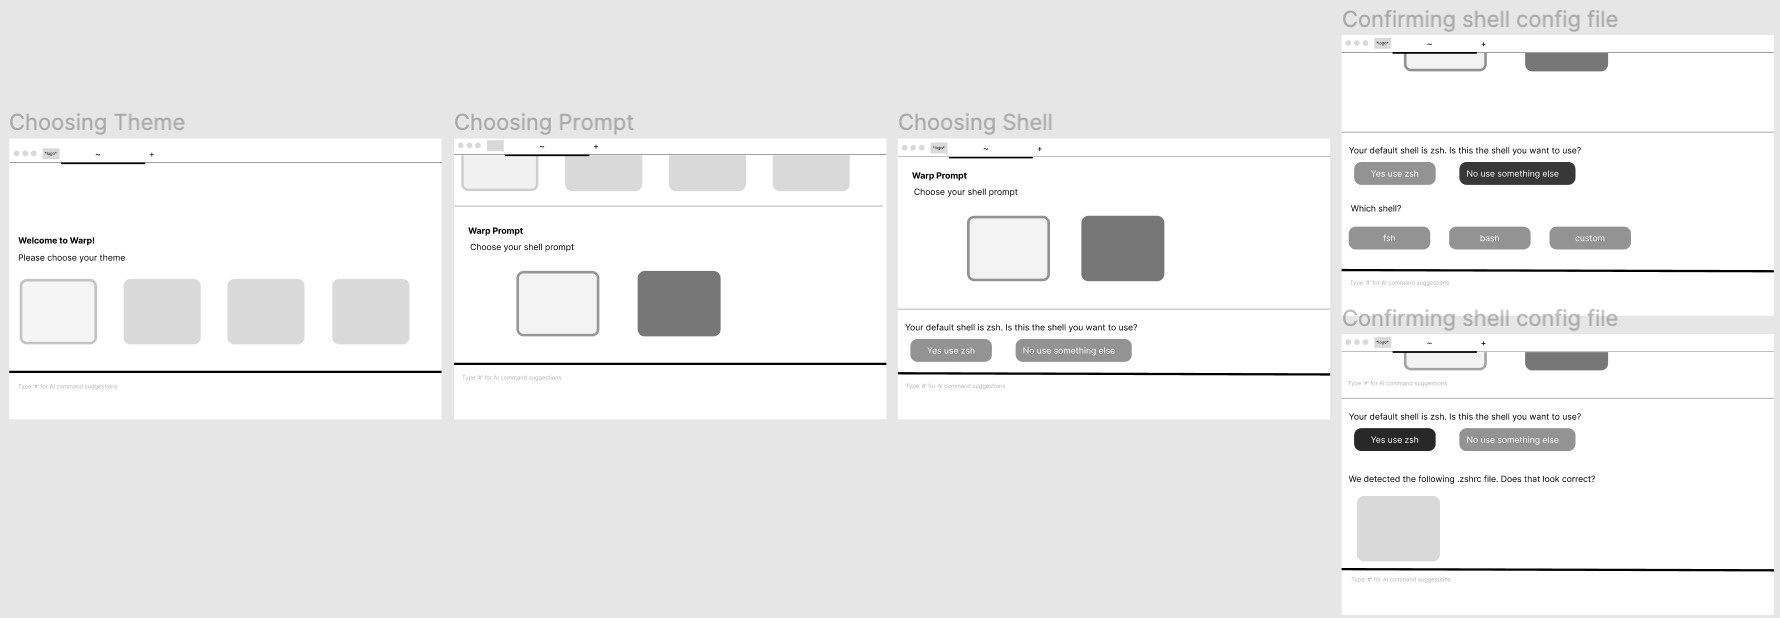 Choosing Theme
*logo*
~
+
Welcome to Warp!
Please choose your theme
Type '#' for AI command suggestions
Choosing Prompt
~
+
Warp Prompt
Choose your shell prompt
Type '#' for AI command suggestions
Choosing Shell
*logo*
~
+
Warp Prompt
Choose your shell prompt
Your default shell is zsh. Is this the shell you want to use?
Yes use zsh
No use something else
Type '#' for AI command suggestions
Confirming shell config file
*logo*
~
+
Your default shell is zsh. Is this the shell you want to use?
Yes use zsh
No use something else
Which shell?
fsh
bash
custom
Type '#' for AI command suggestions
Confirming shell config file
*logo*
~
+
Type '#' for AI command suggestions
Your default shell is zsh. Is this the shell you want to use?
Yes use zsh
No use something else
We detected the following .zshrc file. Does that look correct?
Type '#' for AI command suggestions